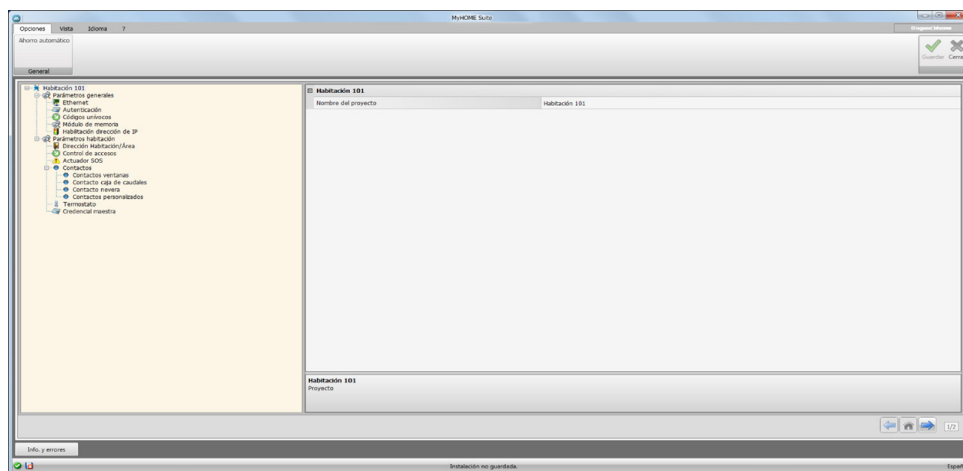 MyHOME Suite
Opciones Vista Idioma ?
Ahorro automático
Guardar Cerra
General
Habitación 101
Parámetros generales
Ethernet
Autenticación
Códigos unívocos
Módulo de memoria
Habilitación dirección de IP
Parámetros habitación
Dirección Habitación/Área
Control de accesos
Actuador SOS
Contactos
Contactos ventanas
Contacto caja de caudales
Contacto nevera
Contactos personalizados
Termostato
Credencial maestra
Habitación 101
Nombre del proyecto Habitación 101
Habitación 101
Proyecto
1/2
Info. y errores
Instalación no guardada.
Españ